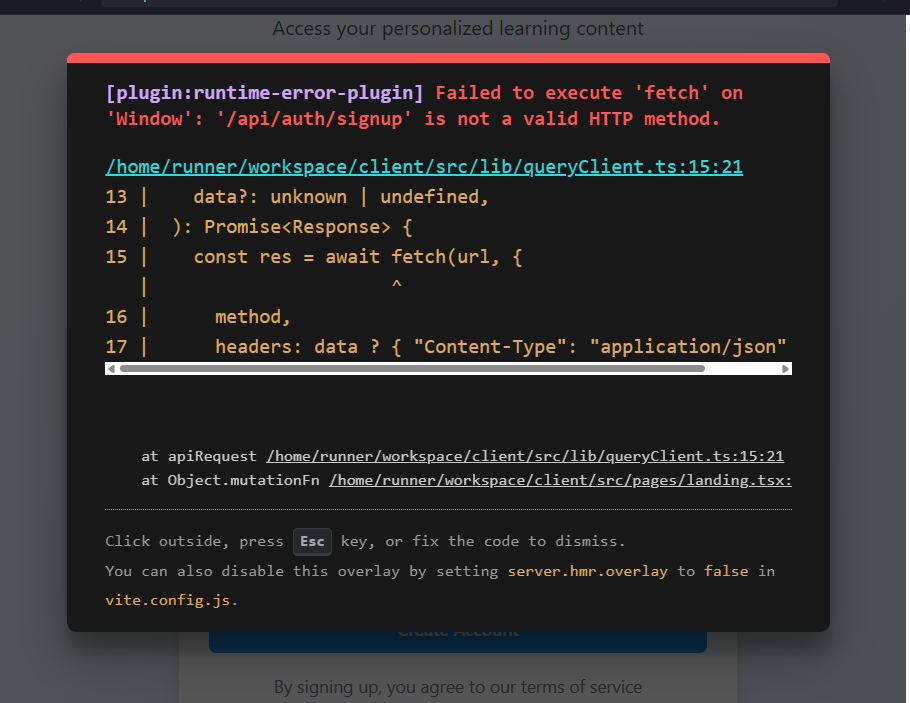 Access your personalized learning content
[plugin:runtime-error-plugin] Failed to execute 'fetch' on
'Window': '/api/auth/signup' is not a valid HTTP method.
/home/runner/workspace/client/src/lib/queryClient.ts:15:21
13 |    data?: unknown | undefined,
14 |  ): Promise<Response> {
15 |    const res = await fetch(url, {
   |                      ^
16 |      method,
17 |      headers: data ? { "Content-Type": "application/json"
at apiRequest /home/runner/workspace/client/src/lib/queryClient.ts:15:21
at Object.mutationFn /home/runner/workspace/client/src/pages/landing.tsx:
Click outside, press Esc key, or fix the code to dismiss.
You can also disable this overlay by setting server.hmr.overlay to false in
vite.config.js.
Create Account
By signing up, you agree to our terms of service